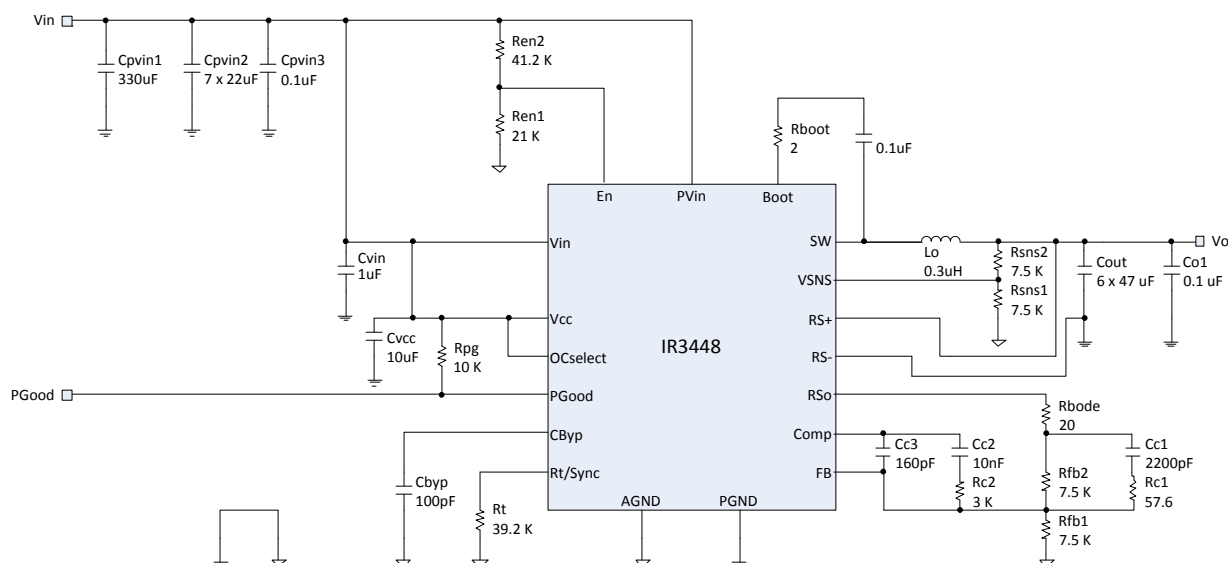 Vin
Cpvin1
330uF
Cpvin2
7 x 22uF
Cpvin3
0.1uF
Ren2
41.2 K
Ren1
21 K
Rboot
2
0.1uF
En
PVin
Boot
Vin
SW
Vo
Cvin
1uF
Lo
0.3uH
Rsns2
7.5 K
Cout
6 x 47 uF
Co1
0.1 uF
VSNS
Rsns1
7.5 K
Vcc
RS+
Cvcc
10uF
Rpg
10 K
OCselect
IR3448
RS-
PGood
PGood
RSo
Rbode
20
CByp
Comp
Cc3
160pF
Cc2
10nF
Cc1
2200pF
Rt/Sync
FB
Rc2
3 K
Rfb2
7.5 K
Rc1
57.6
Cbyp
100pF
Rt
39.2 K
AGND
PGND
Rfb1
7.5 K